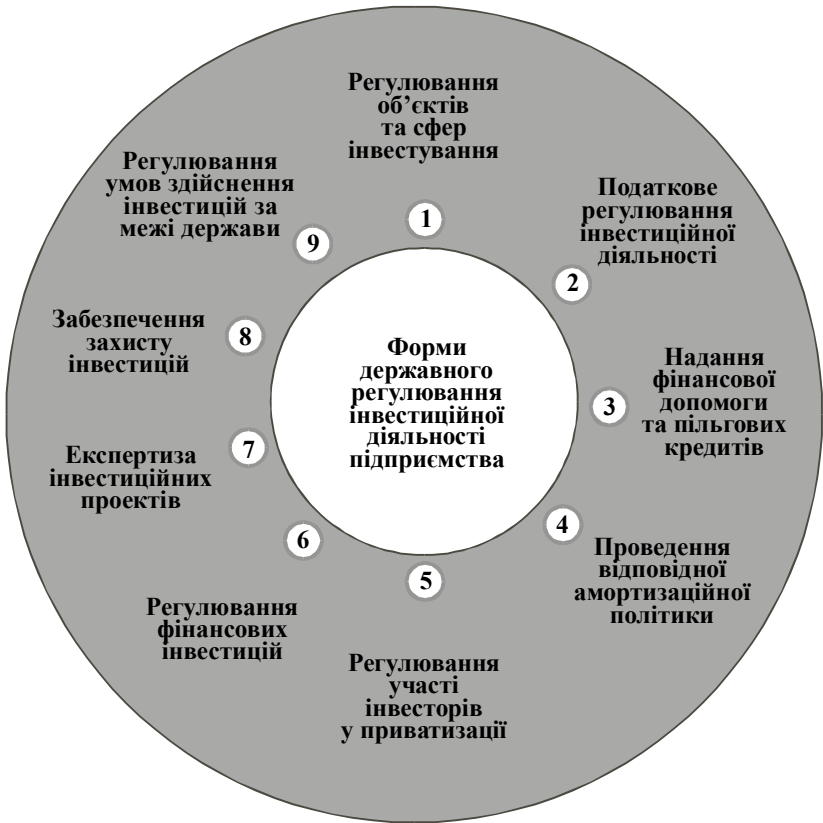 Форми
державного
регулювання
інвестиційної
діяльності
підприємства
1
Регулювання
об’єктів
та сфер
інвестування
2
Податкове
регулювання
інвестиційної
діяльності
3
Надання
фінансової
допомоги
та пільгових
кредитів
4
Проведення
відповідної
амортизаційної
політики
5
Регулювання
участі
інвесторів
у приватизації
6
Регулювання
фінансових
інвестицій
7
Експертиза
інвестиційних
проектів
8
Забезпечення
захисту
інвестицій
9
Регулювання
умов здійснення
інвестицій за
межі держави